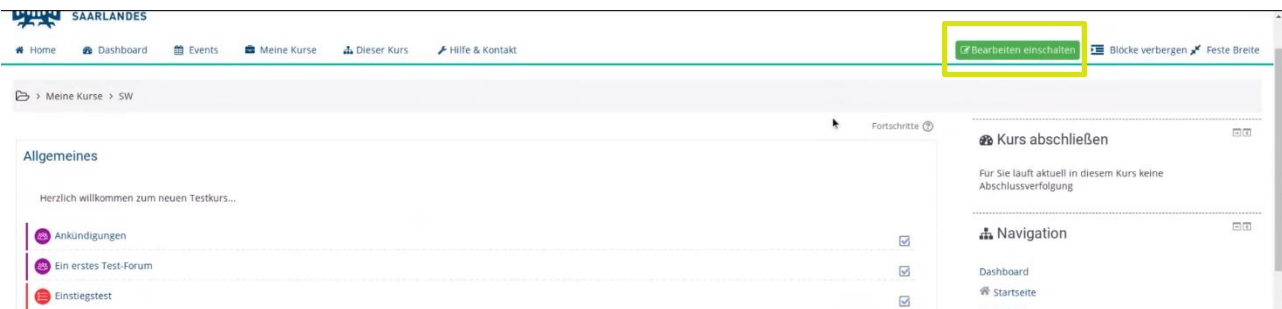 SAARLANDES
Home Dashboard Events Meine Kurse Dieser Kurs Hilfe & Kontakt Bearbeiten einschalten Blöcke verbergen Feste Breite
> Meine Kurse > SW
Fortschritte
Allgemeines
Herzlich willkommen zum neuen Testkurs...
Ankündigungen
Ein erstes Test-Forum
Einstiegstest
Kurs abschließen
Für Sie läuft aktuell in diesem Kurs keine
Abschlussverfolgung
Navigation
Dashboard
Startseite